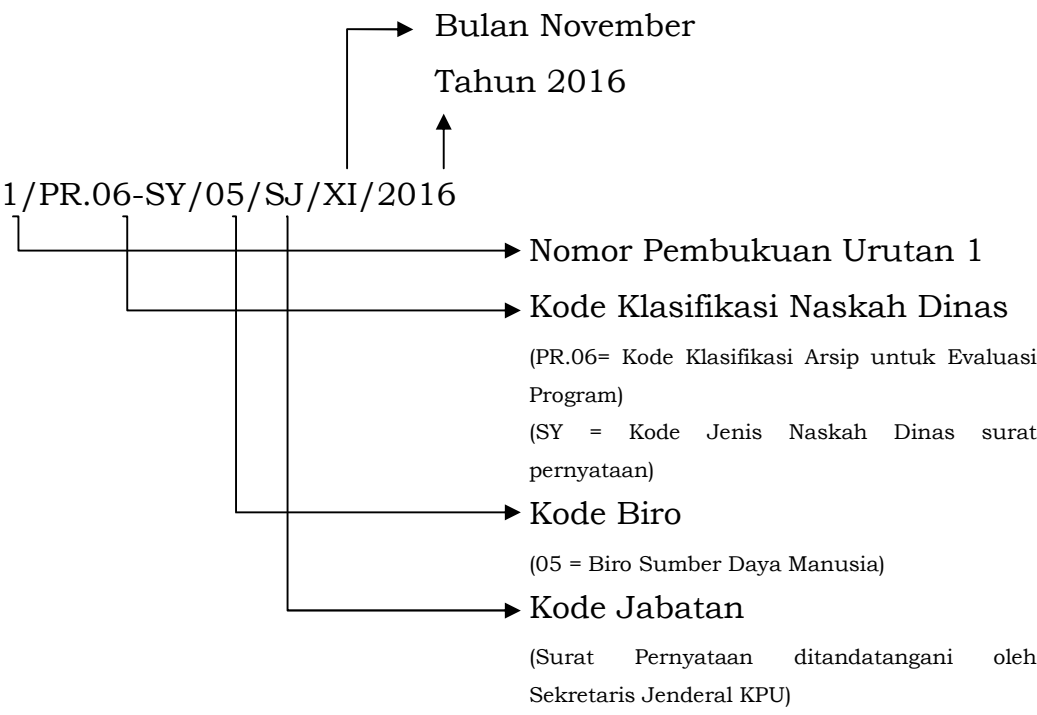 Bulan November
Tahun 2016
1/PR.06-SY/05/SJ/XI/2016
Nomor Pembukuan Urutan 1
Kode Klasifikasi Naskah Dinas
(PR.06= Kode Klasifikasi Arsip untuk Evaluasi
Program)
(SY = Kode Jenis Naskah Dinas surat
pernyataan)
Kode Biro
(05 = Biro Sumber Daya Manusia)
Kode Jabatan
(Surat Pernyataan ditandatangani oleh
Sekretaris Jenderal KPU)